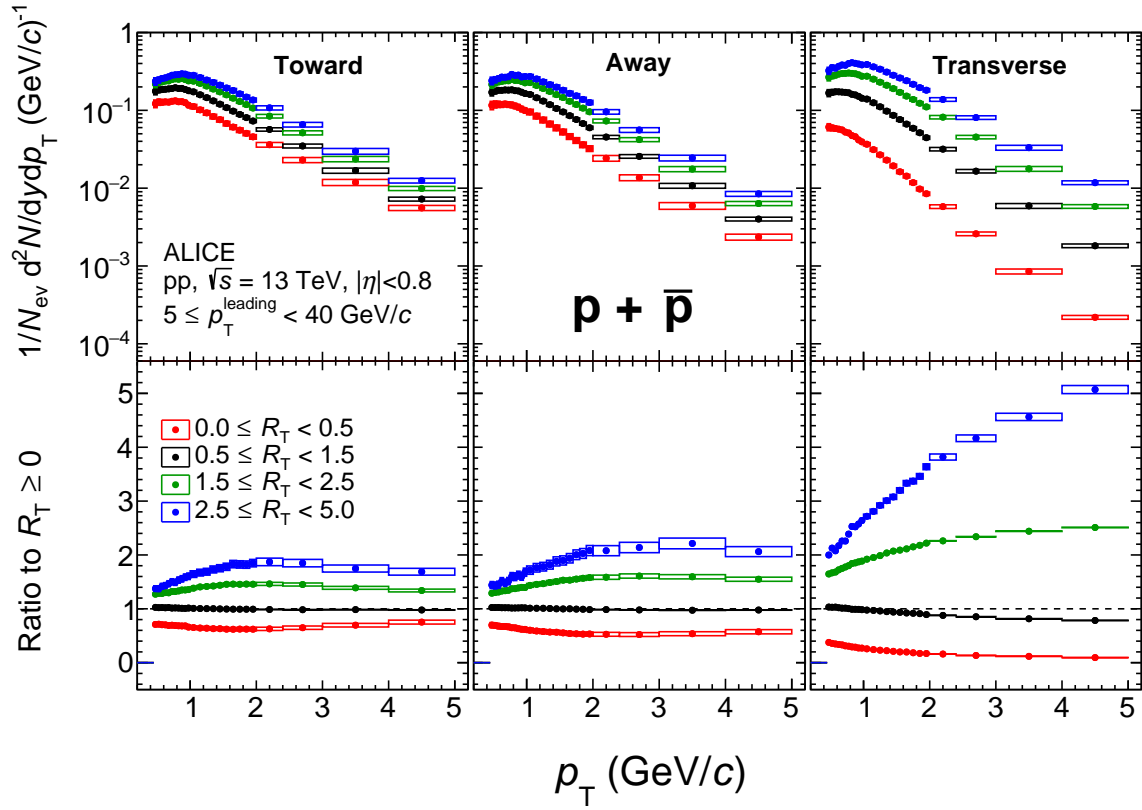 1/N_ev d²N/dydp_T (GeV/c)⁻¹
1
10⁻¹
10⁻²
10⁻³
10⁻⁴
Toward
Away
Transverse
ALICE
pp, √s = 13 TeV, |η|<0.8
5 ≤ p_T^leading < 40 GeV/c
p + p̅
Ratio to R_T ≥ 0
5
4
3
2
1
0
0.0 ≤ R_T < 0.5
0.5 ≤ R_T < 1.5
1.5 ≤ R_T < 2.5
2.5 ≤ R_T < 5.0
1 2 3 4 5 1 2 3 4 5 1 2 3 4 5
p_T (GeV/c)